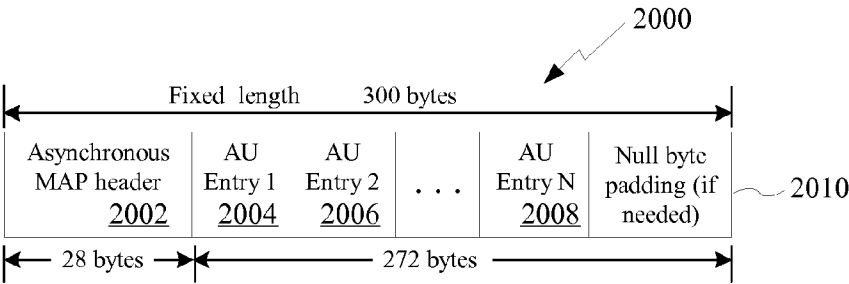 2000
Fixed length 300 bytes
Asynchronous
MAP header
2002
AU
Entry 1
2004
AU
Entry 2
2006
. . .
AU
Entry N
2008
Null byte
padding (if
needed)
2010
28 bytes
272 bytes